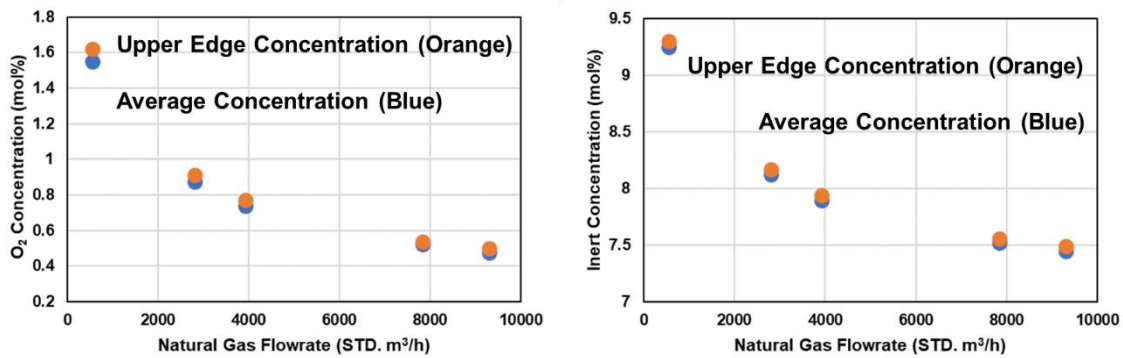 O₂ Concentration (mol%)
1.8
1.6
1.4
1.2
1
0.8
0.6
0.4
0.2
0 2000 4000 6000 8000 10000
Natural Gas Flowrate (STD. m³/h)
Upper Edge Concentration (Orange)
Average Concentration (Blue)
Inert Concentration (mol%)
9.5
9
8.5
8
7.5
7
0 2000 4000 6000 8000 10000
Natural Gas Flowrate (STD. m³/h)
Upper Edge Concentration (Orange)
Average Concentration (Blue)